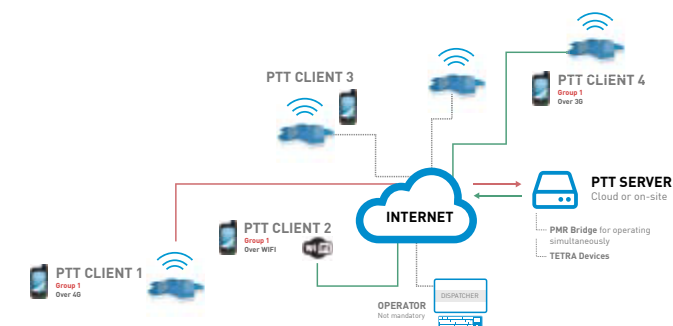 PTT CLIENT 3
PTT CLIENT 4
Group 1
Over 3G
PTT SERVER
Cloud or on-site
INTERNET
PTT CLIENT 2
Group 1
Over WIFI
PMR Bridge for operating
simultaneously
TETRA Devices
PTT CLIENT 1
Group 1
Over 4G
OPERATOR
Not mandatory
DISPATCHER